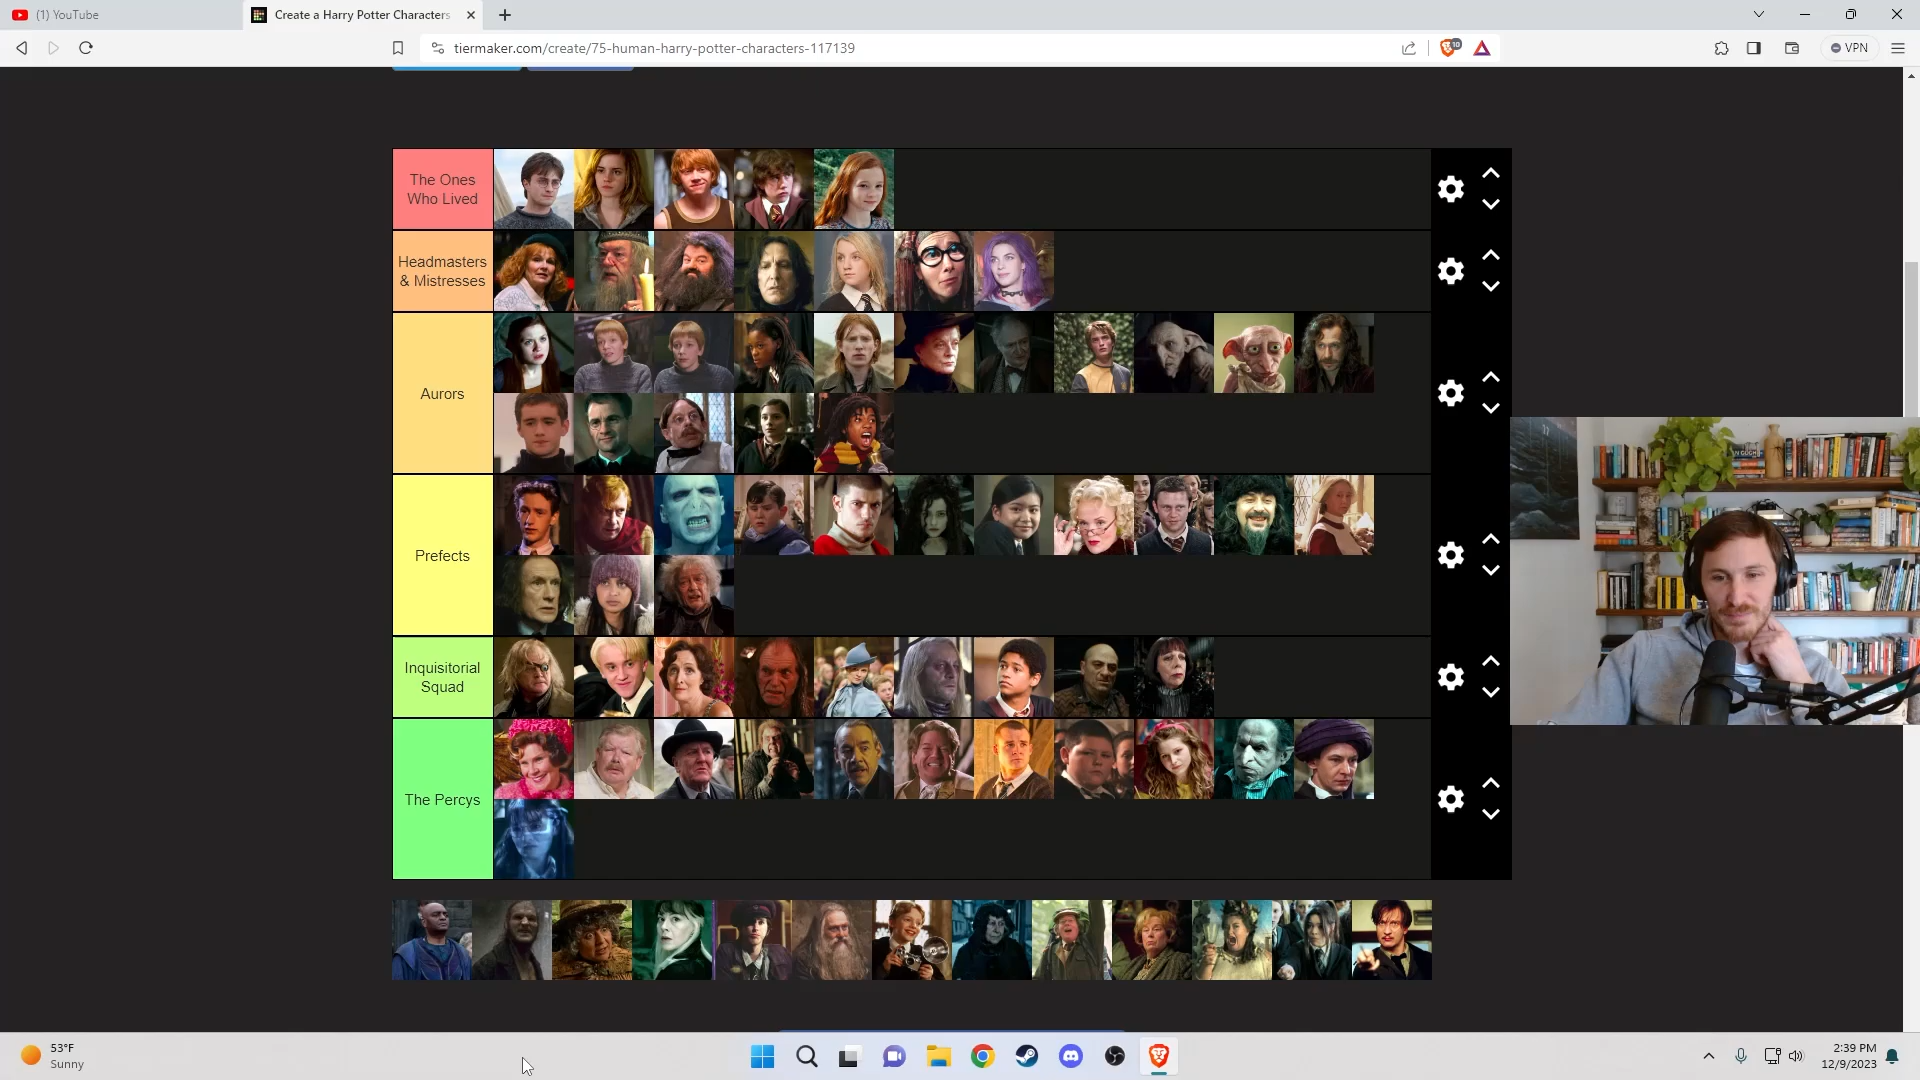 (1) YouTube
Create a Harry Potter Characters
tiermaker.com/create/75-human-harry-potter-characters-117139
10
VPN
The Ones
Who Lived
Headmasters
& Mistresses
Aurors
Prefects
Inquisitorial
Squad
The Percys
53°F
Sunny
2:39 PM
12/9/2023